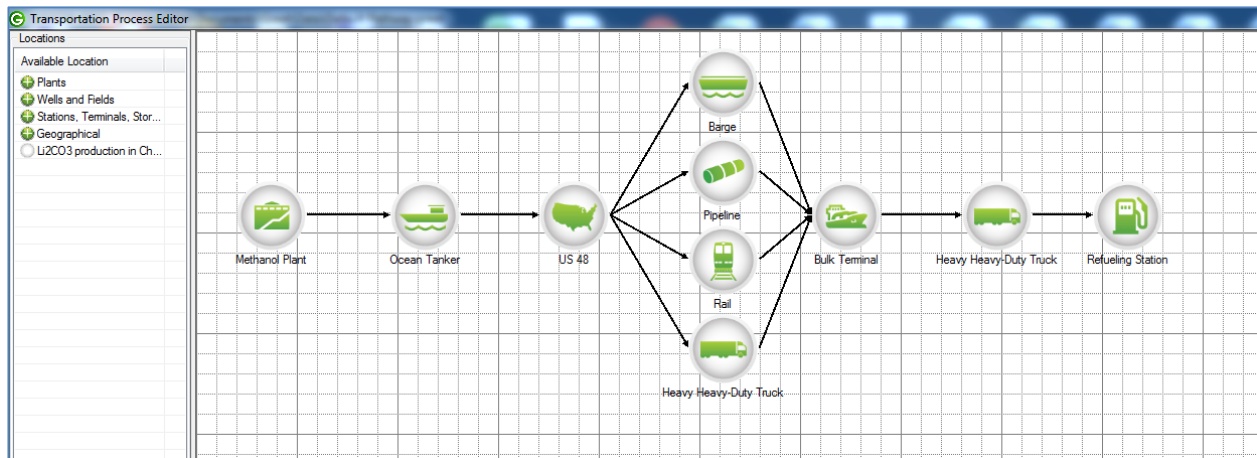 Transportation Process Editor
Locations
Available Location
Plants
Wells and Fields
Stations, Terminals, Stor...
Geographical
Li2CO3 production in Ch...
Barge
Pipeline
Methanol Plant
Ocean Tanker
US 48
Rail
Bulk Terminal
Heavy Heavy-Duty Truck
Refueling Station
Heavy Heavy-Duty Truck